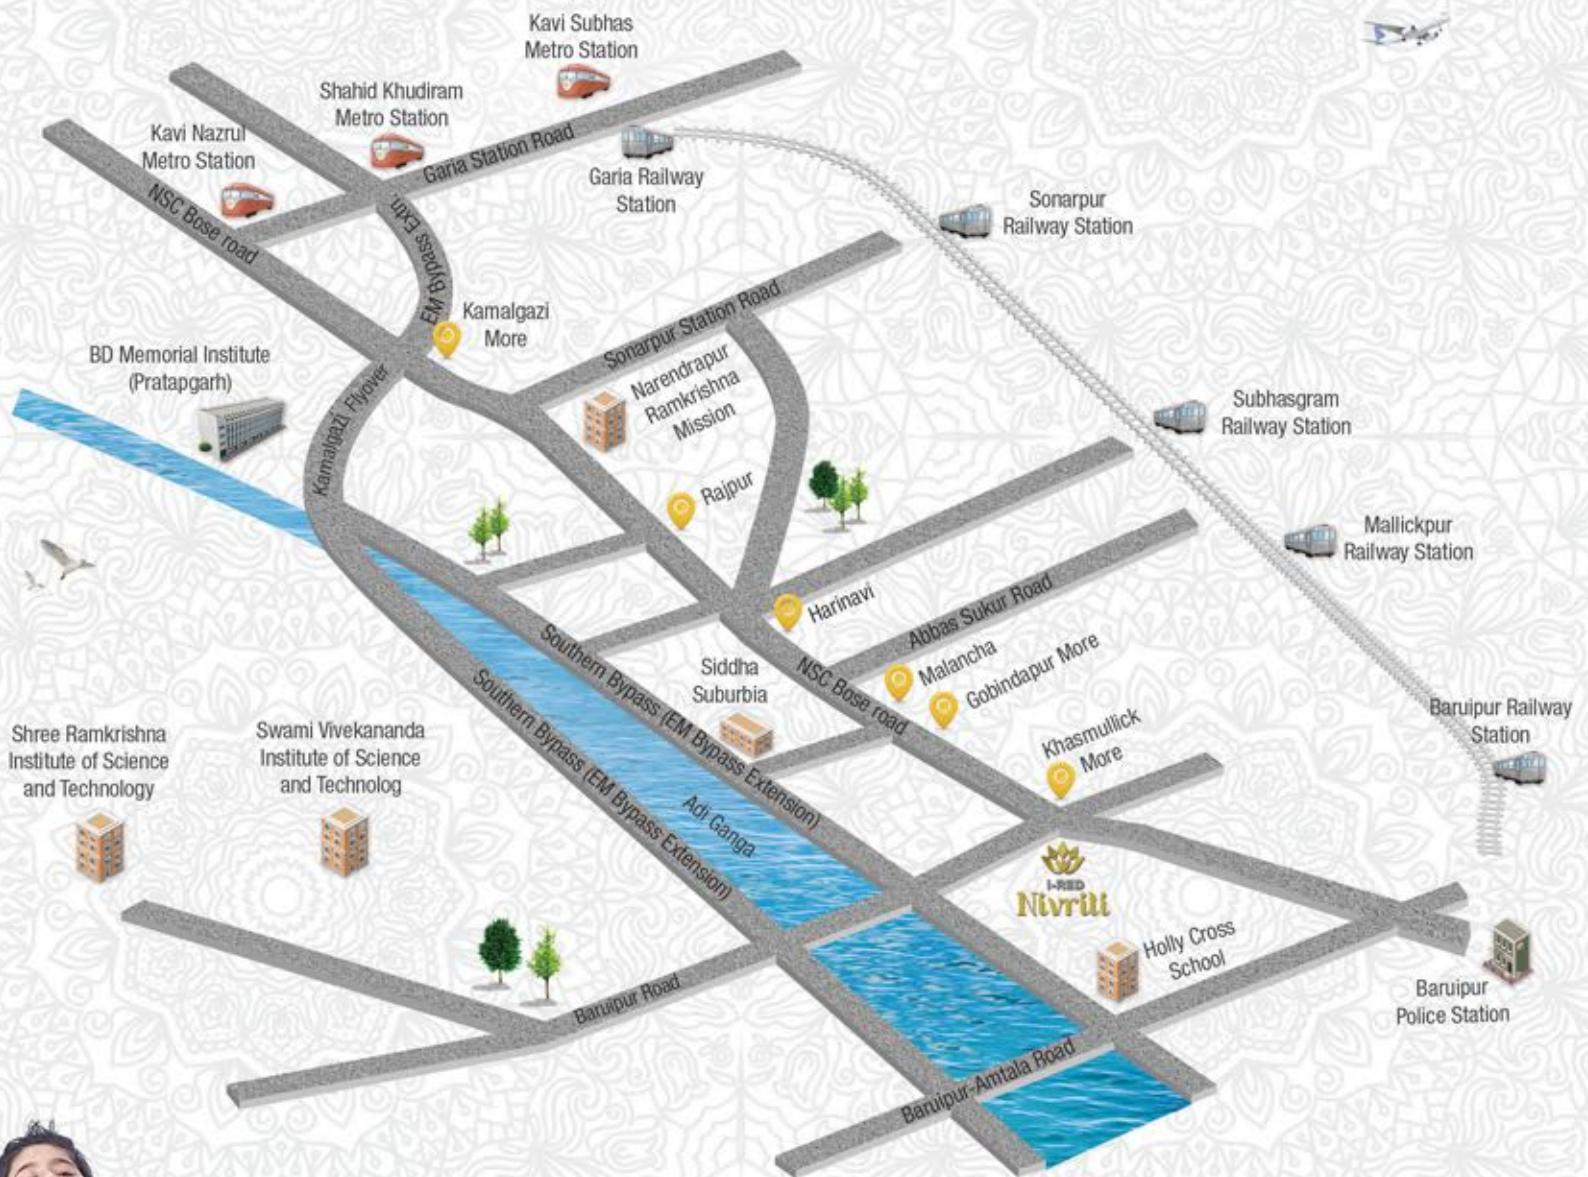 Kavi Subhas
Metro Station
Shahid Khudiram
Metro Station
Kavi Nazrul
Metro Station
Garia Station Road
Garia Railway
Station
NSC Bose road
EM Bypass Extn.
Sonarpur
Railway Station
Kamalgazi
More
Sonarpur Station Road
BD Memorial Institute
(Pratapgarh)
Kamalgazi Flyover
Narendrapur
Ramkrishna
Mission
Subhasgram
Railway Station
Rajpur
Mallickpur
Railway Station
Harinavi
Abbas Sukur Road
Southern Bypass (EM Bypass Extension)
Siddha
Suburbia
NSC Bose road
Malancha
Gobindapur More
Southern Bypass (EM Bypass Extension)
Khasmullick
More
Baruipur Railway
Station
Shree Ramkrishna
Institute of Science
and Technology
Swami Vivekananda
Institute of Science
and Technolog
Adi Ganga
I-RED
Nivriti
Holly Cross
School
Baruipur Road
Baruipur
Police Station
Baruipur-Amtala Road